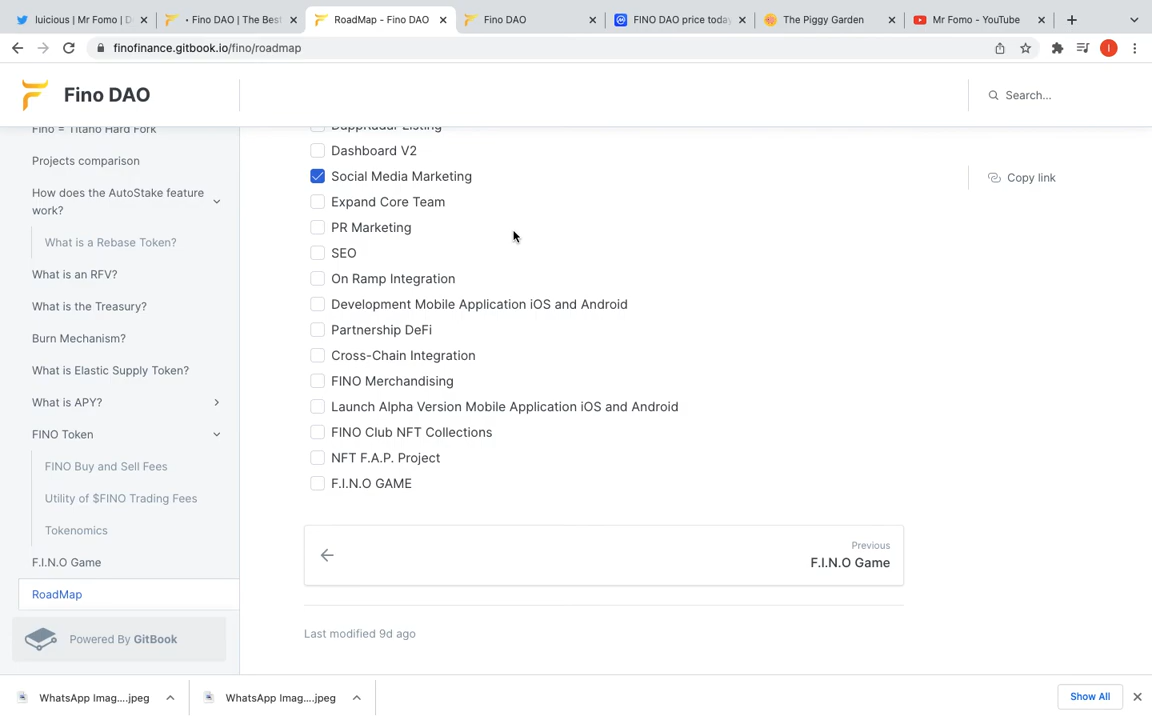 luicious | Mr Fomo | D
• Fino DAO | The Best
RoadMap - Fino DAO
Fino DAO
FINO DAO price today
The Piggy Garden
Mr Fomo - YouTube
finofinance.gitbook.io/fino/roadmap
I
Fino DAO
Search...
Fino = Titano Hard Fork
Projects comparison
How does the AutoStake feature
work?
What is a Rebase Token?
What is an RFV?
What is the Treasury?
Burn Mechanism?
What is Elastic Supply Token?
What is APY?
FINO Token
FINO Buy and Sell Fees
Utility of $FINO Trading Fees
Tokenomics
F.I.N.O Game
RoadMap
Powered By GitBook
DappRadar Listing
Dashboard V2
Social Media Marketing
Expand Core Team
PR Marketing
SEO
On Ramp Integration
Development Mobile Application iOS and Android
Partnership DeFi
Cross-Chain Integration
FINO Merchandising
Launch Alpha Version Mobile Application iOS and Android
FINO Club NFT Collections
NFT F.A.P. Project
F.I.N.O GAME
Previous
F.I.N.O Game
Last modified 9d ago
Copy link
WhatsApp Imag....jpeg
WhatsApp Imag....jpeg
Show All